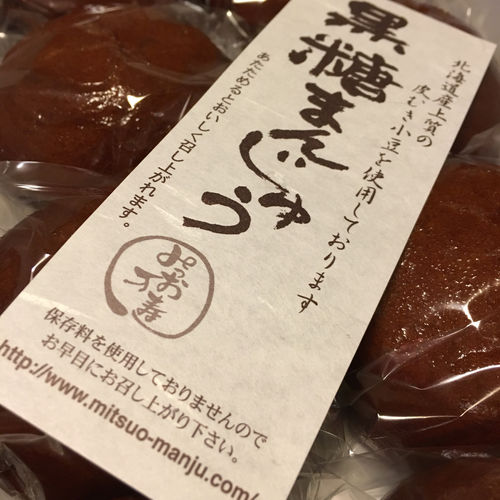 北海道産上質の
皮むき小豆を使用しております
黒糖まんじゅう
あたためるとおいしく召し上がれます。
保存料を使用しておりませんので
お早目にお召し上がり下さい。
http://www.mitsuo-manju.com/